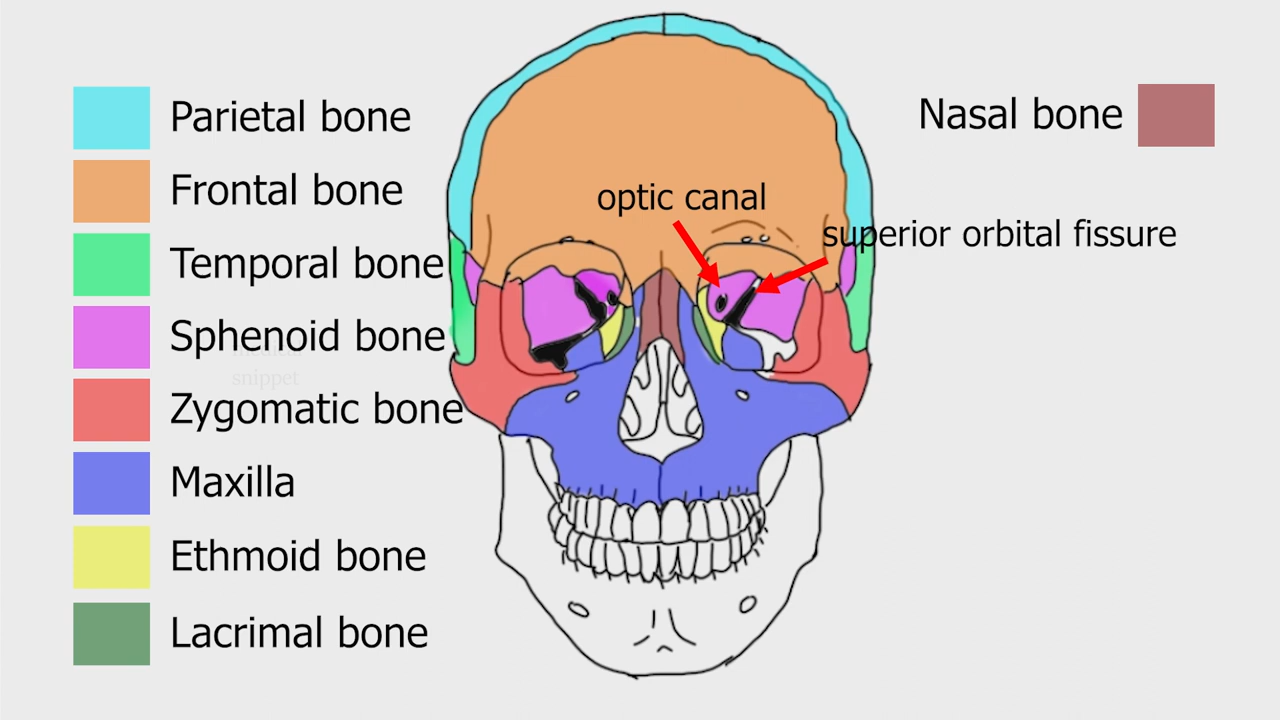 Parietal bone
Frontal bone
Temporal bone
Sphenoid bone
snippet
Zygomatic bone
Maxilla
Ethmoid bone
Lacrimal bone
optic canal
superior orbital fissure
Nasal bone